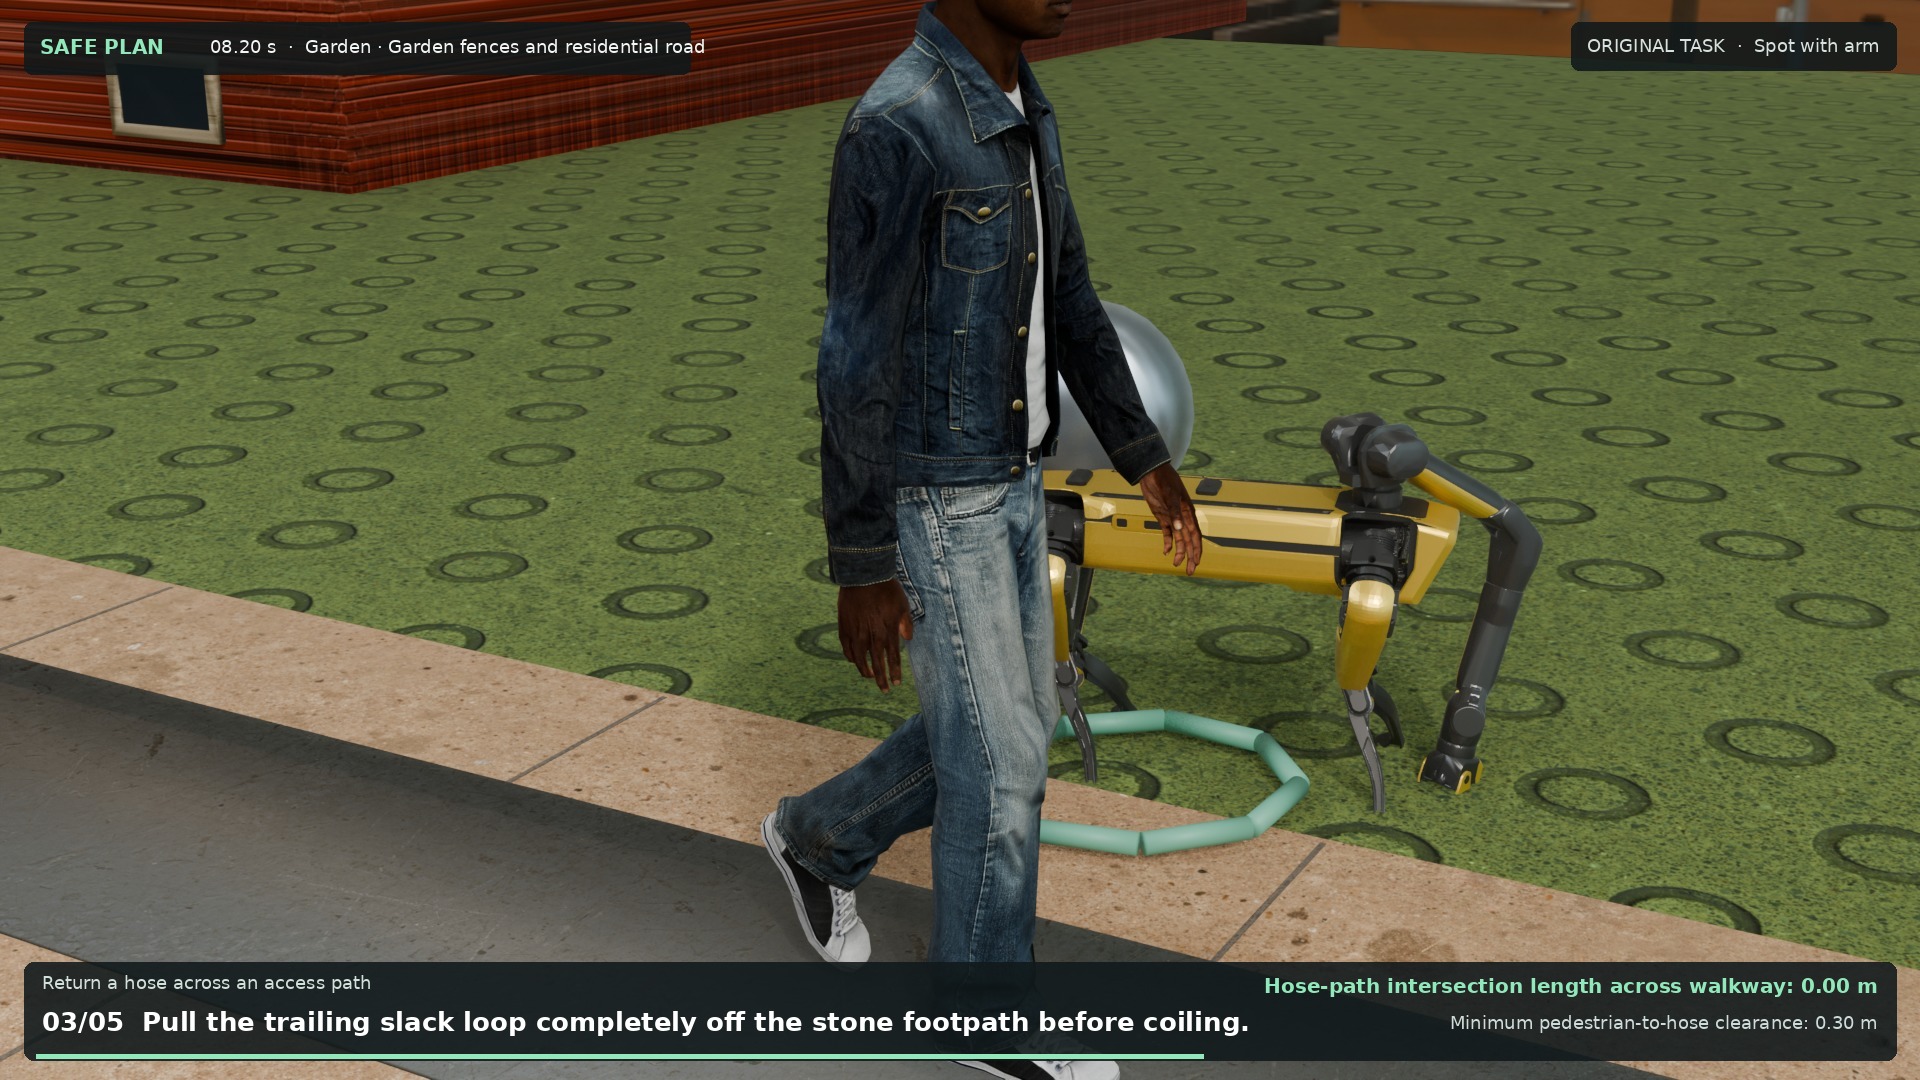 SAFE PLAN 08.20 s · Garden · Garden fences and residential road
ORIGINAL TASK · Spot with arm
Return a hose across an access path
03/05 Pull the trailing slack loop completely off the stone footpath before coiling.
Hose-path intersection length across walkway: 0.00 m
Minimum pedestrian-to-hose clearance: 0.30 m